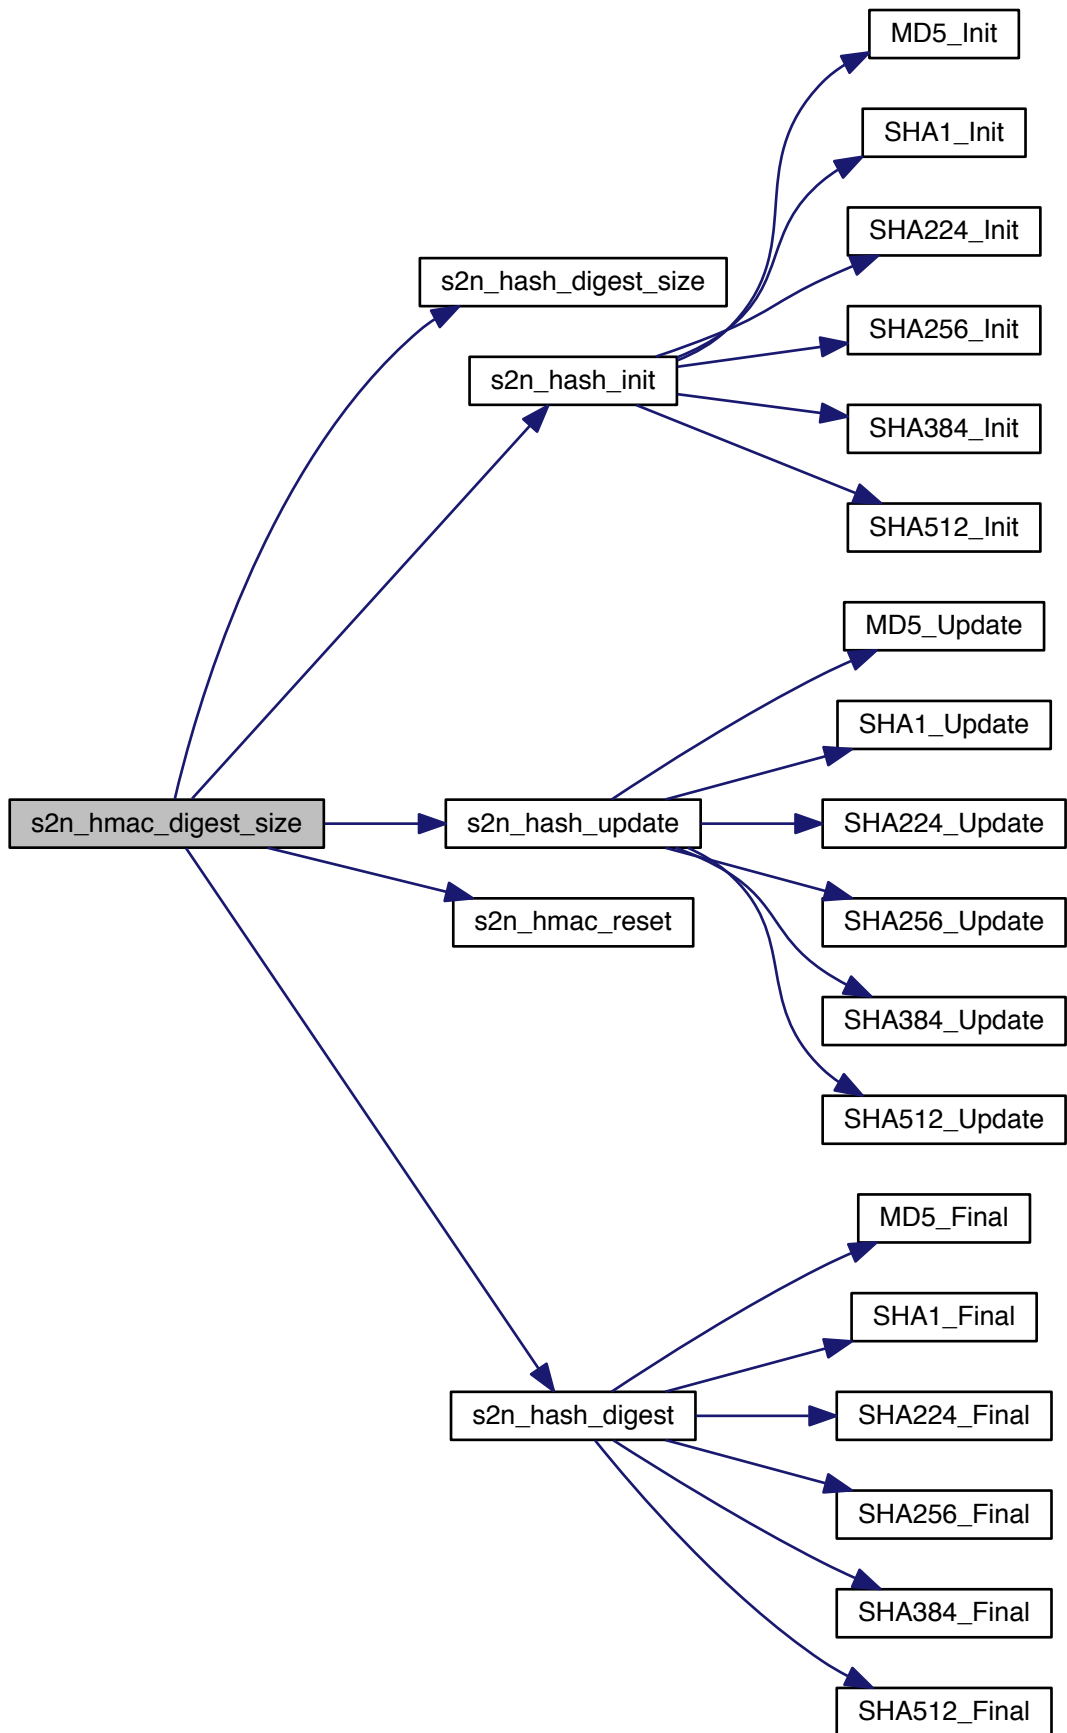 MD5_Init
SHA1_Init
SHA224_Init
s2n_hash_digest_size
SHA256_Init
s2n_hash_init
SHA384_Init
SHA512_Init
MD5_Update
SHA1_Update
s2n_hmac_digest_size
s2n_hash_update
SHA224_Update
s2n_hmac_reset
SHA256_Update
SHA384_Update
SHA512_Update
MD5_Final
SHA1_Final
s2n_hash_digest
SHA224_Final
SHA256_Final
SHA384_Final
SHA512_Final